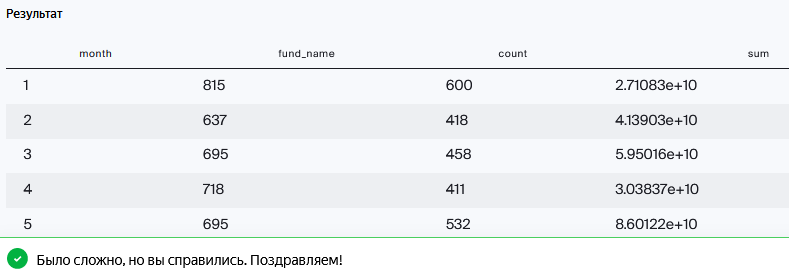 Результат
month fund_name count sum
1 815 600 2.71083e+10
2 637 418 4.13903e+10
3 695 458 5.95016e+10
4 718 411 3.03837e+10
5 695 532 8.60122e+10
Было сложно, но вы справились. Поздравляем!